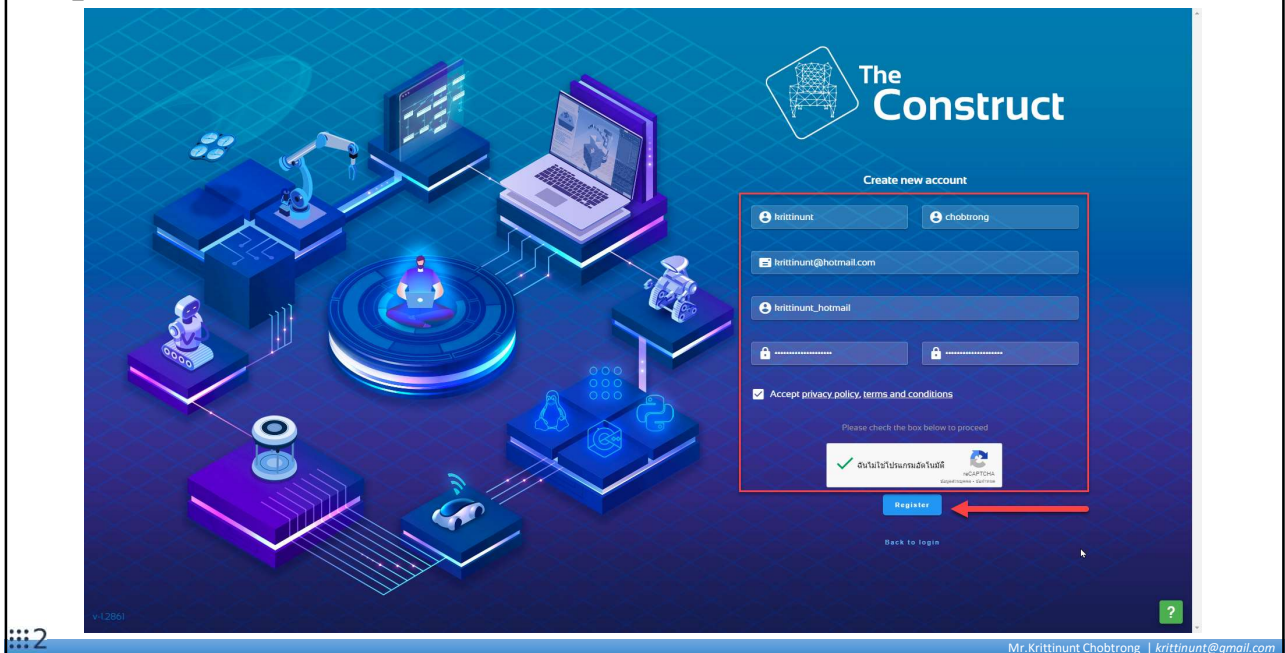 The
Construct
Create new account
krittinunt
chobtrong
krittinunt@hotmail.com
krittinunt_hotmail
Accept privacy policy, terms and conditions
Please check the box below to proceed
ฉันไม่ใช่โปรแกรมอัตโนมัติ
reCAPTCHA
Register
Back to login
v-1.2861
?
2
Mr.Krittinunt Chobtrong | krittinunt@gmail.com